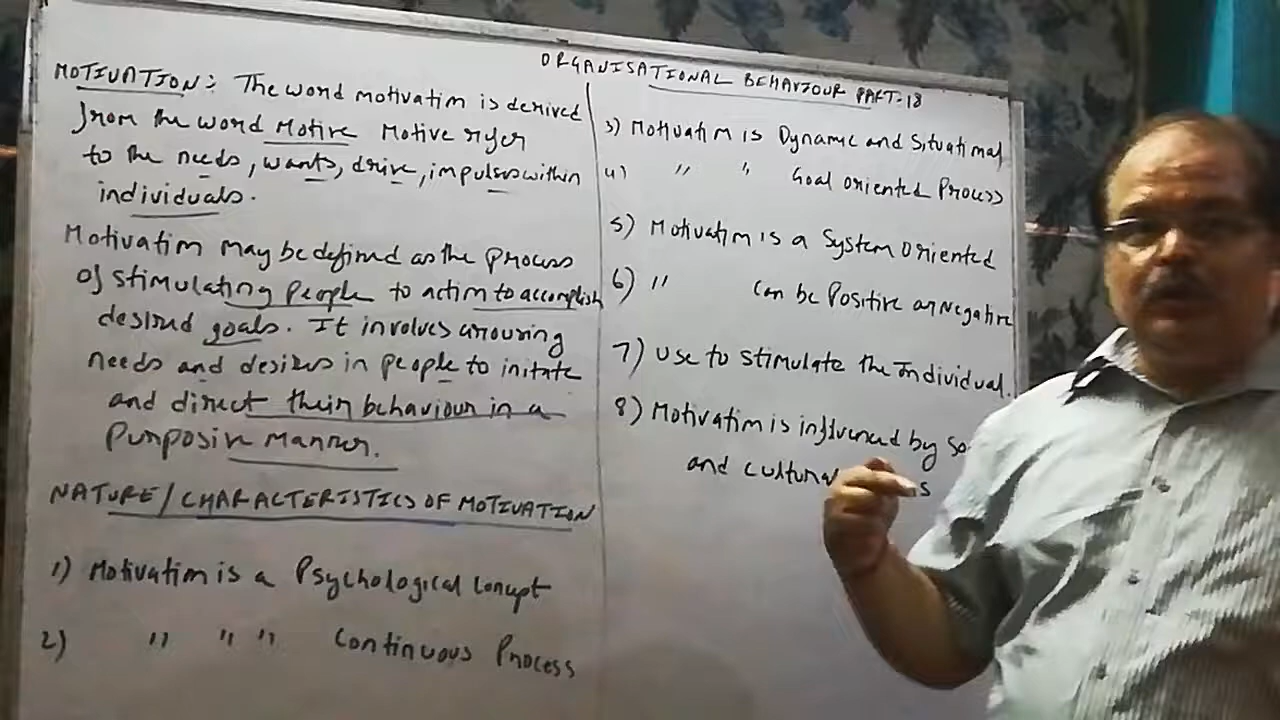 ORGANISATIONAL BEHAVIOUR PART-18
MOTIVATION: The word motivation is derived
from the word Motive Motive refer
to the needs, wants, drive, impulses within
individuals.
Motivation may be defined as the process
of stimulating people to action to accomplish
desired goals. It involves arousing
needs and desires in people to initate
and direct their behaviour in a
Purposive Manner.
NATURE/CHARACTERISTICS OF MOTIVATION
1) Motivation is a Psychological Concept
2) " " " Continuous Process
3) Motivation is Dynamic and Situational
4) " " Goal oriented Process
5) Motivation is a System oriented
6) " can be Positive or Negative
7) Use to stimulate the Individual.
8) Motivation is influenced by
and